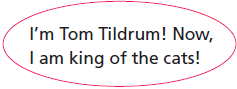 I'm Tom Tildrum! Now,
I am king of the cats!